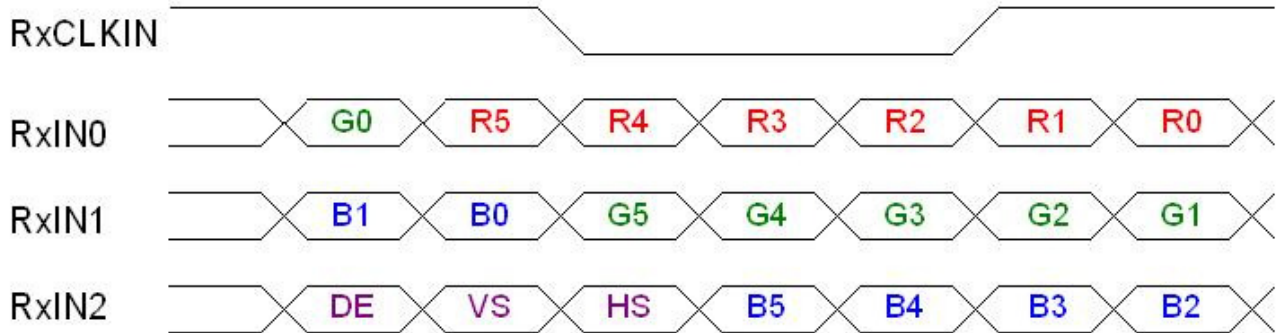 RxCLKIN
RxIN0 G0 R5 R4 R3 R2 R1 R0
RxIN1 B1 B0 G5 G4 G3 G2 G1
RxIN2 DE VS HS B5 B4 B3 B2